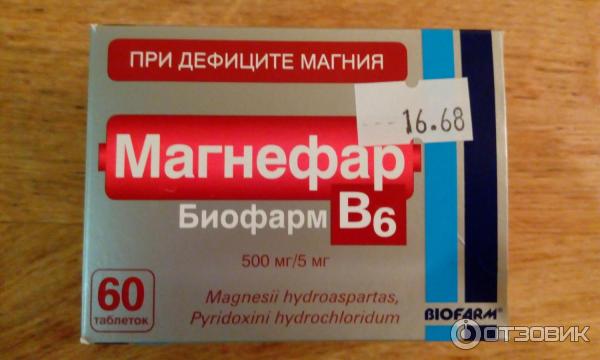 ПРИ ДЕФИЦИТЕ МАГНИЯ
16.68
Магнефар
Биофарм B6
500 мг/5 мг
60
таблеток
Magnesii hydroaspartas,
Pyridoxini hydrochloridum
BIOFARM®
ОТЗОВИК